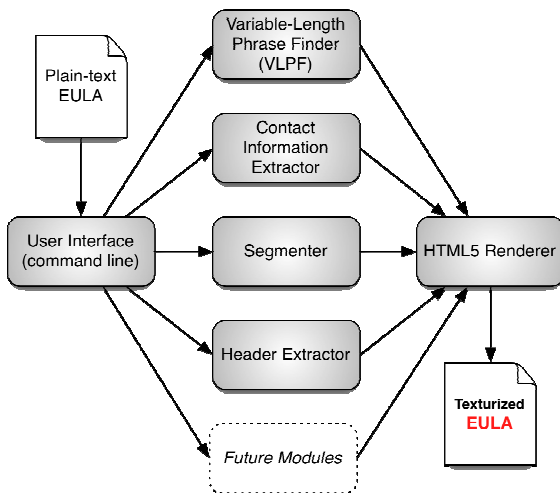 Plain-text
EULA
Variable-Length
Phrase Finder
(VLPF)
Contact
Information
Extractor
User Interface
(command line)
Segmenter
HTML5 Renderer
Header Extractor
Future Modules
Texturized
EULA